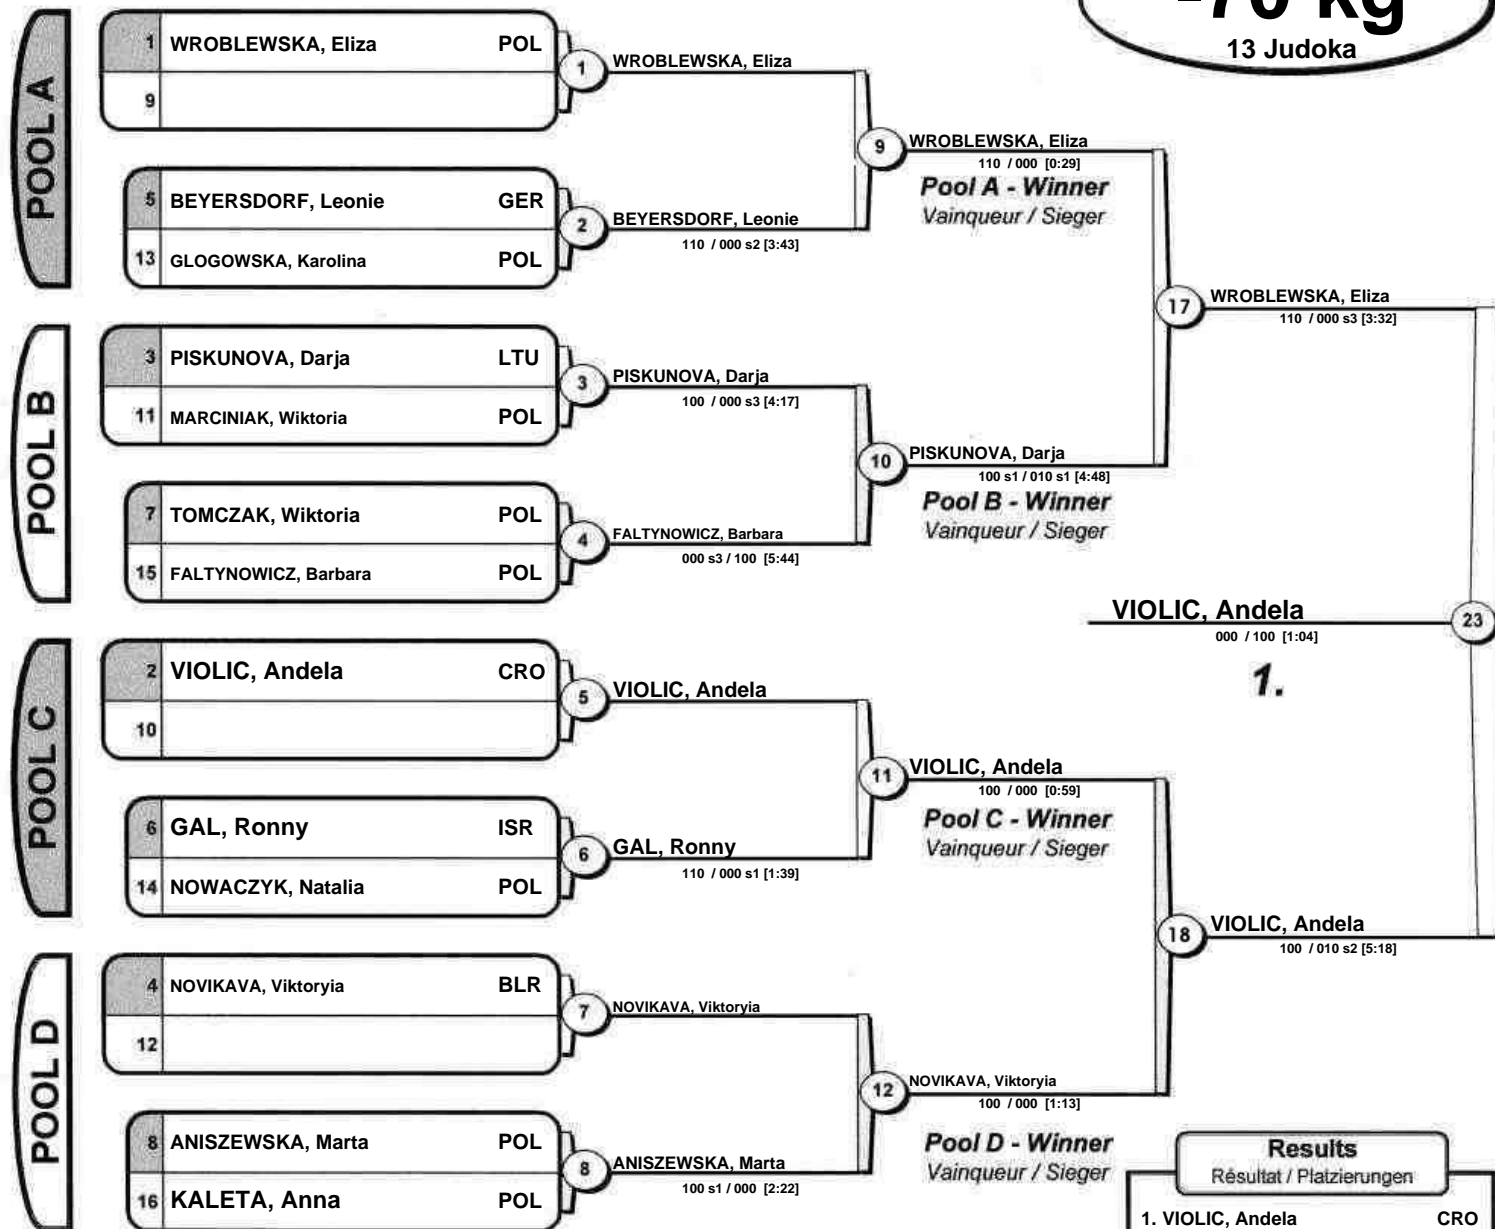 -70 kg
13 Judoka
POOL A
1 WROBLEWSKA, Eliza POL
9
1 WROBLEWSKA, Eliza
5 BEYERSDORF, Leonie GER
13 GLOGOWSKA, Karolina POL
2 BEYERSDORF, Leonie
110 / 000 s2 [3:43]
9 WROBLEWSKA, Eliza
110 / 000 [0:29]
Pool A - Winner
Vainqueur / Sieger
POOL B
3 PISKUNOVA, Darja LTU
11 MARCINIAK, Wiktoria POL
3 PISKUNOVA, Darja
100 / 000 s3 [4:17]
7 TOMCZAK, Wiktoria POL
15 FALTYNOWICZ, Barbara POL
4 FALTYNOWICZ, Barbara
000 s3 / 100 [5:44]
10 PISKUNOVA, Darja
100 s1 / 010 s1 [4:48]
Pool B - Winner
Vainqueur / Sieger
17 WROBLEWSKA, Eliza
110 / 000 s3 [3:32]
VIOLIC, Andela 23
000 / 100 [1:04]
1.
POOL C
2 VIOLIC, Andela CRO
10
5 VIOLIC, Andela
6 GAL, Ronny ISR
14 NOWACZYK, Natalia POL
6 GAL, Ronny
110 / 000 s1 [1:39]
11 VIOLIC, Andela
100 / 000 [0:59]
Pool C - Winner
Vainqueur / Sieger
POOL D
4 NOVIKAVA, Viktoryia BLR
12
7 NOVIKAVA, Viktoryia
8 ANISZEWSKA, Marta POL
16 KALETA, Anna POL
8 ANISZEWSKA, Marta
100 s1 / 000 [2:22]
12 NOVIKAVA, Viktoryia
100 / 000 [1:13]
Pool D - Winner
Vainqueur / Sieger
18 VIOLIC, Andela
100 / 010 s2 [5:18]
Results
Résultat / Platzierungen
1. VIOLIC, Andela CRO